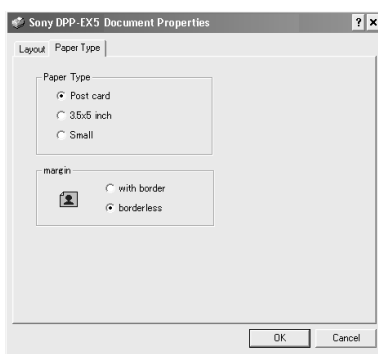 Sony DPP-EX5 Document Properties
Layout Paper Type
Paper Type
Post card
3.5x5 inch
Small
margin
with border
borderless
OK Cancel